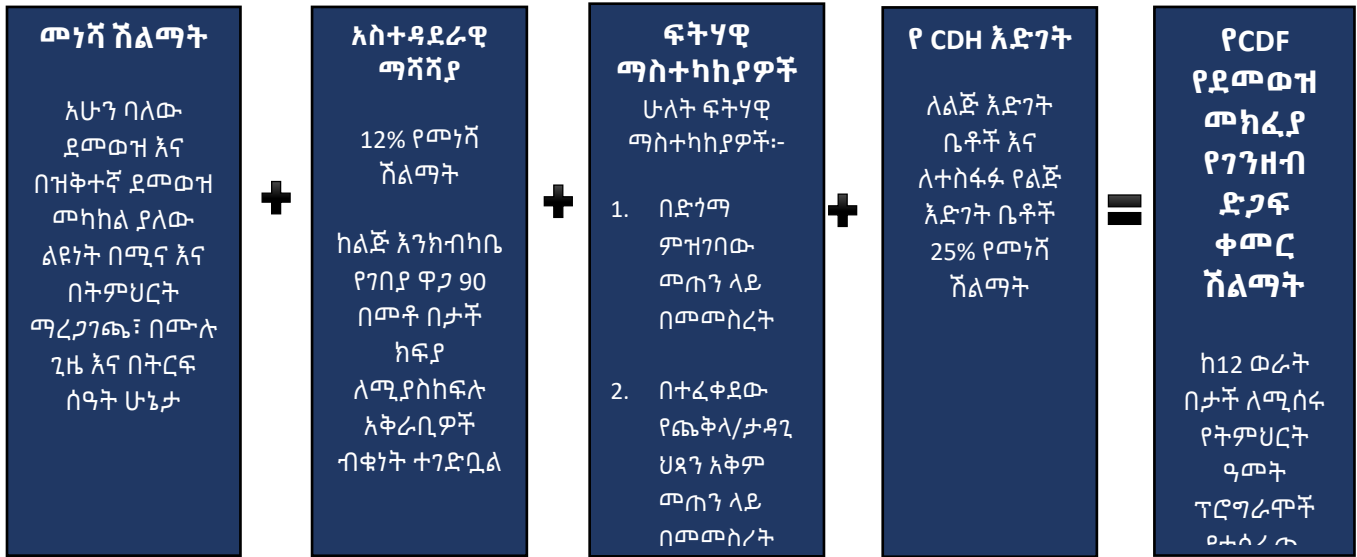 መነሻ ሽልማት
አሁን ባለው
ደመወዝ እና
በዝቅተኛ ደመወዝ
መካከል ያለው
ልዩነት በሚና እና
በትምህርት
ማረጋገጫ፣ በሙሉ
ጊዜ እና በትርፍ
ሰዓት ሁኔታ
አስተዳደራዊ
ማሻሻያ
12% የመነሻ
ሽልማት
ከልጅ እንክብካቤ
የገበያ ዋጋ 90
በመቶ በታች
ክፍያ
ለሚያስከፍሉ
አቅራቢዎች
ብቁነት ተገድቧል
ፍትሃዊ
ማስተካከያዎች
ሁለት ፍትሃዊ
ማስተካከያዎች፡-
1. በድጎማ
ምዝገባው
መጠን ላይ
በመመስረት
2. በተፈቀደው
የጨቅላ/ታዳጊ
ህጻን አቅም
መጠን ላይ
በመመስረት
የ CDH እድገት
ለልጅ እድገት
ቤቶች እና
ለተስፋፉ የልጅ
እድገት ቤቶች
25% የመነሻ
ሽልማት
የCDF
የደመወዝ
መክፈያ
የገንዘብ
ድጋፍ
ቀመር
ሽልማት
ከ12 ወራት
በታች ለሚሰሩ
የትምህርት
ዓመት
ፕሮግራሞች